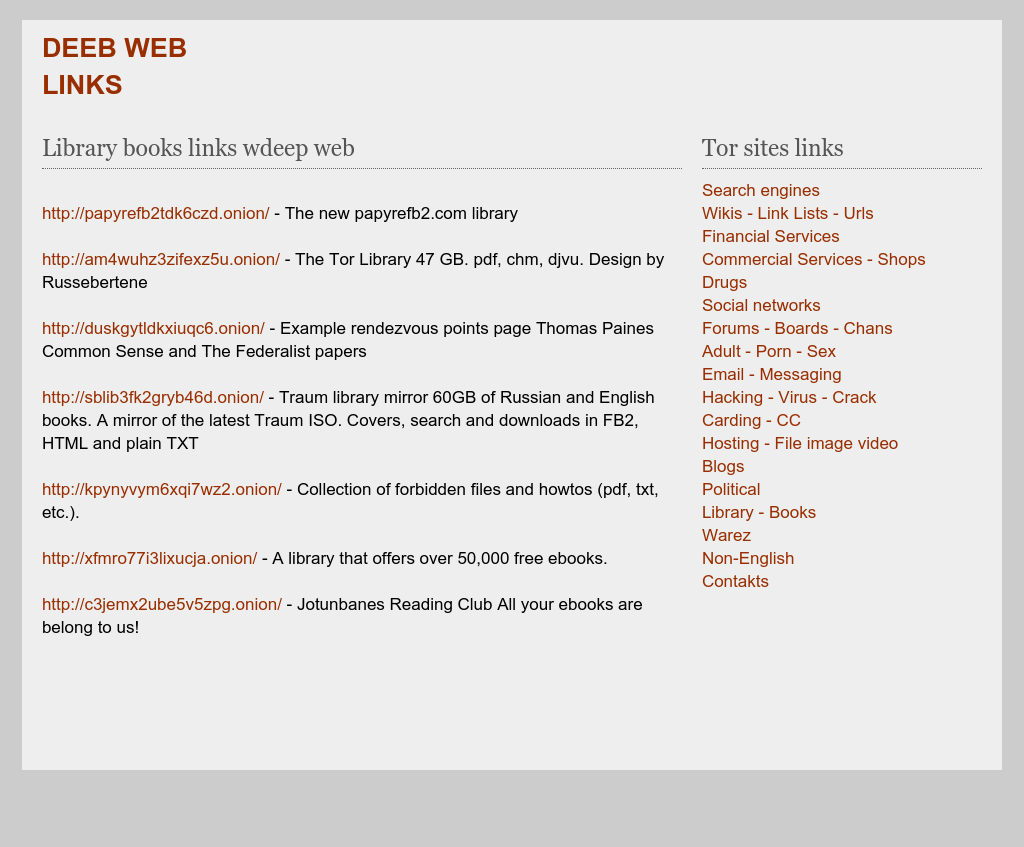 DEEB WEB
LINKS
Library books links wdeep web
http://papyrefb2tdk6czd.onion/ - The new papyrefb2.com library
http://am4wuhz3zifexz5u.onion/ - The Tor Library 47 GB. pdf, chm, djvu. Design by
Russebertene
http://duskgytldkxiuqc6.onion/ - Example rendezvous points page Thomas Paines
Common Sense and The Federalist papers
http://sblib3fk2gryb46d.onion/ - Traum library mirror 60GB of Russian and English
books. A mirror of the latest Traum ISO. Covers, search and downloads in FB2,
HTML and plain TXT
http://kpynyvym6xqi7wz2.onion/ - Collection of forbidden files and howtos (pdf, txt,
etc.).
http://xfmro77i3lixucja.onion/ - A library that offers over 50,000 free ebooks.
http://c3jemx2ube5v5zpg.onion/ - Jotunbanes Reading Club All your ebooks are
belong to us!
Tor sites links
Search engines
Wikis - Link Lists - Urls
Financial Services
Commercial Services - Shops
Drugs
Social networks
Forums - Boards - Chans
Adult - Porn - Sex
Email - Messaging
Hacking - Virus - Crack
Carding - CC
Hosting - File image video
Blogs
Political
Library - Books
Warez
Non-English
Contakts